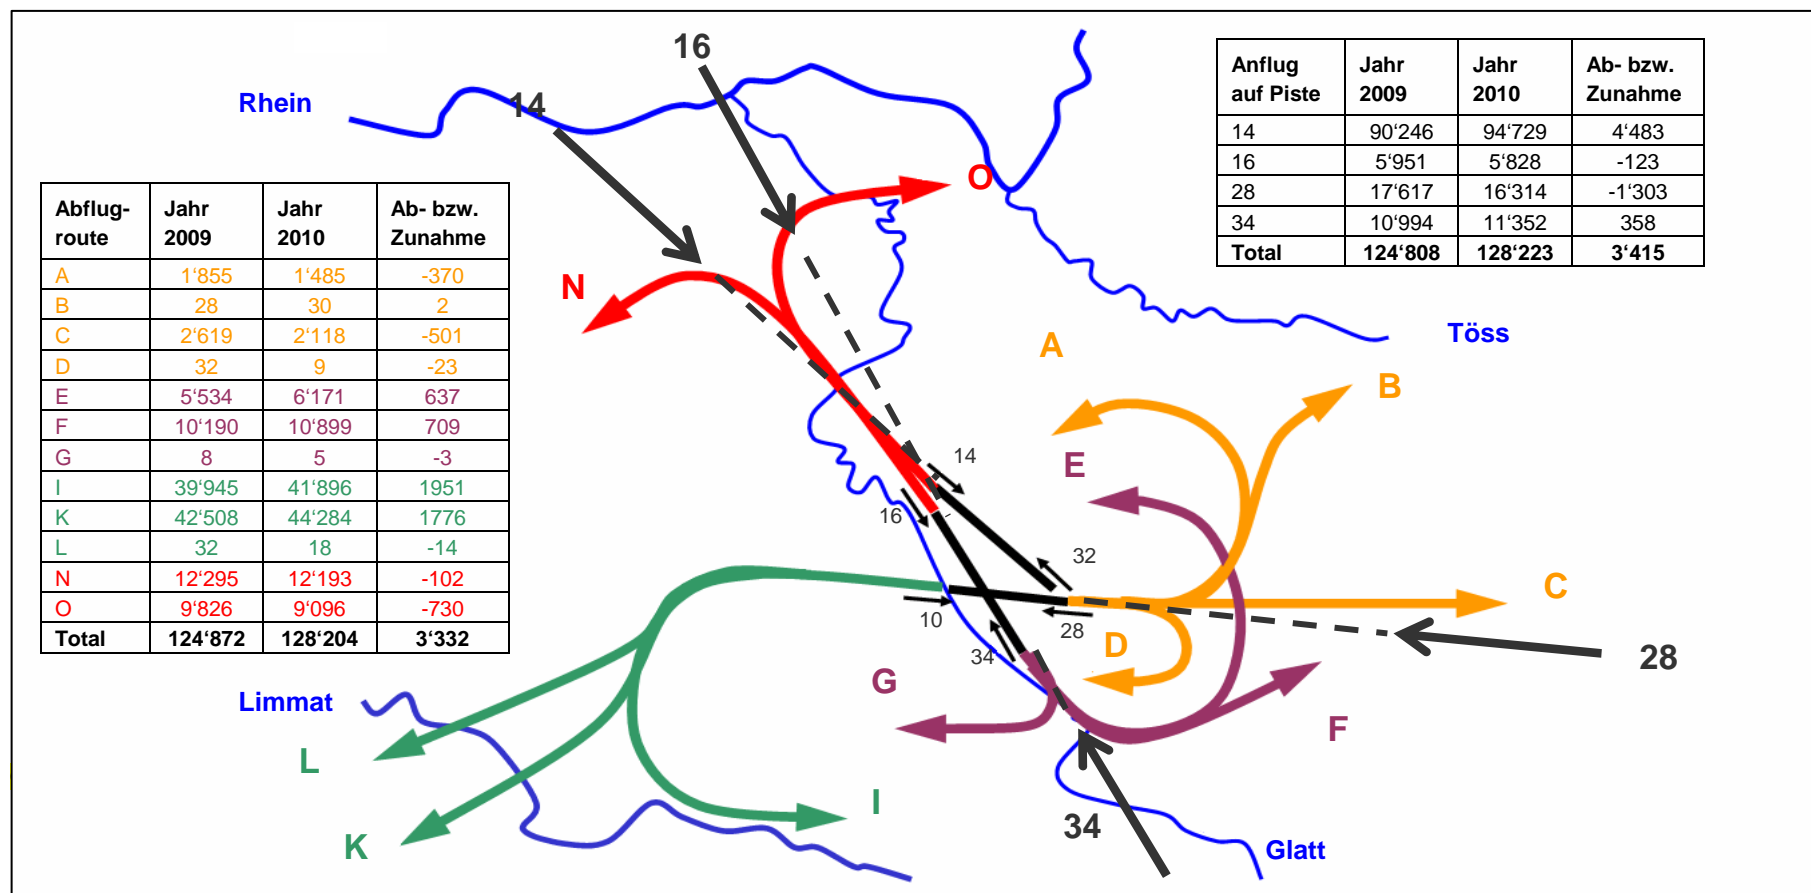 16
14
Rhein
O
N
Töss
A
B
E
C
D
28
G
F
L
I
K
34
Limmat
Glatt
14
16
32
10
28
34
Abflug- Jahr Jahr Ab- bzw.
route 2009 2010 Zunahme
A 1‘855 1‘485 -370
B 28 30 2
C 2‘619 2‘118 -501
D 32 9 -23
E 5‘534 6‘171 637
F 10‘190 10‘899 709
G 8 5 -3
I 39‘945 41‘896 1951
K 42‘508 44‘284 1776
L 32 18 -14
N 12‘295 12‘193 -102
O 9‘826 9‘096 -730
Total 124‘872 128‘204 3‘332
Anflug Jahr Jahr Ab- bzw.
auf Piste 2009 2010 Zunahme
14 90‘246 94‘729 4‘483
16 5‘951 5‘828 -123
28 17‘617 16‘314 -1‘303
34 10‘994 11‘352 358
Total 124‘808 128‘223 3‘415